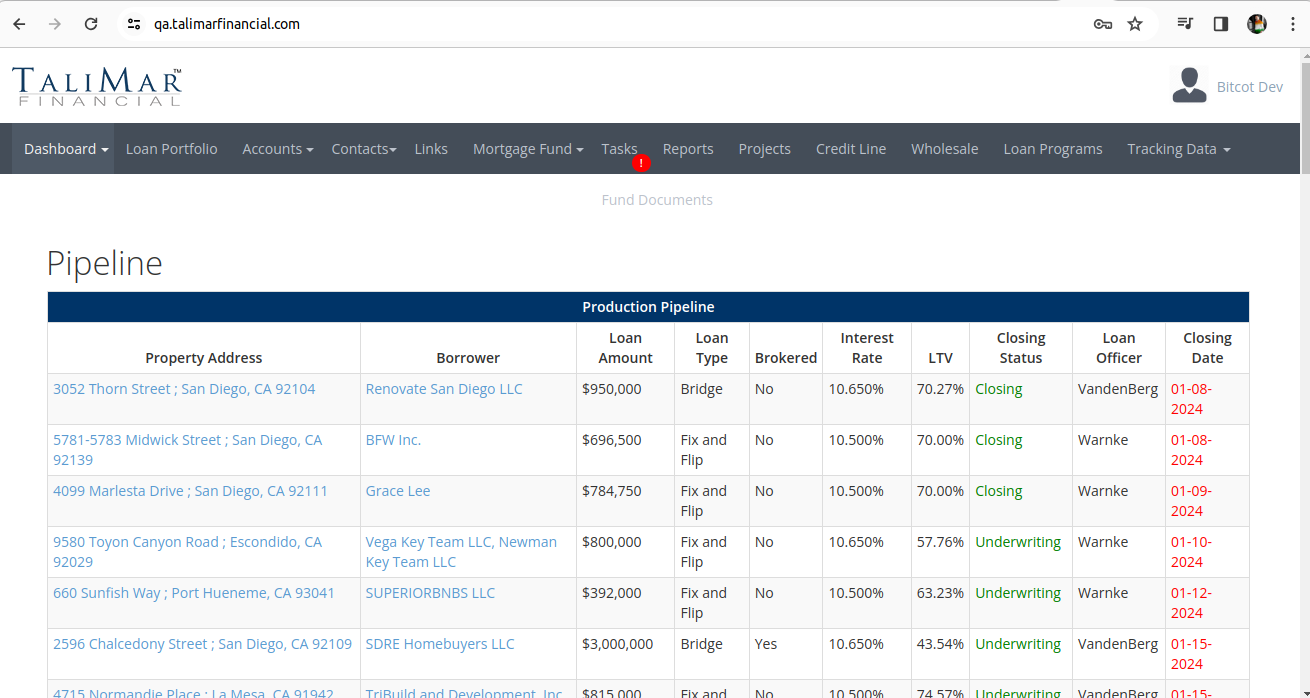 qa.talimarfinancial.com
TALIMAR™
FINANCIAL
Bitcot Dev
Dashboard Loan Portfolio Accounts Contacts Links Mortgage Fund Tasks Reports Projects Credit Line Wholesale Loan Programs Tracking Data
!
Fund Documents
Pipeline
Production Pipeline
Property Address Borrower Loan Amount Loan Type Brokered Interest Rate LTV Closing Status Loan Officer Closing Date
3052 Thorn Street ; San Diego, CA 92104 Renovate San Diego LLC $950,000 Bridge No 10.650% 70.27% Closing VandenBerg 01-08-
2024
5781-5783 Midwick Street ; San Diego, CA BFW Inc. $696,500 Fix and No 10.500% 70.00% Closing Warnke 01-08-
92139 Flip 2024
4099 Marlesta Drive ; San Diego, CA 92111 Grace Lee $784,750 Fix and No 10.500% 70.00% Closing Warnke 01-09-
Flip 2024
9580 Toyon Canyon Road ; Escondido, CA Vega Key Team LLC, Newman $800,000 Fix and No 10.650% 57.76% Underwriting Warnke 01-10-
92029 Key Team LLC Flip 2024
660 Sunfish Way ; Port Hueneme, CA 93041 SUPERIORBNBS LLC $392,000 Fix and No 10.500% 63.23% Underwriting Warnke 01-12-
Flip 2024
2596 Chalcedony Street ; San Diego, CA 92109 SDRE Homebuyers LLC $3,000,000 Bridge Yes 10.650% 43.54% Underwriting VandenBerg 01-15-
2024
4715 Normandie Place ; La Mesa, CA 91942 TriBuild and Development, Inc. $815,000 Fix and No 10.500% 74.57% Underwriting VandenBerg 01-15-